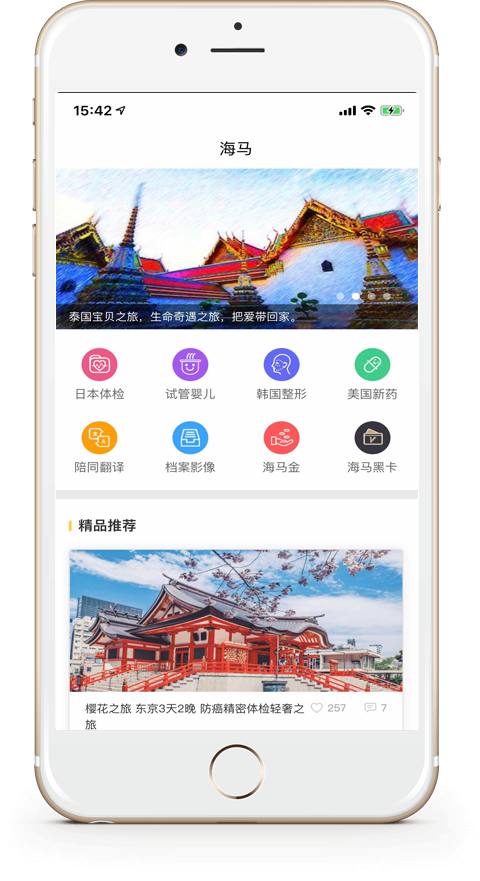 15:42
海马
泰国宝贝之旅，生命奇遇之旅，把爱带回家。
日本体检 试管婴儿 韩国整形 美国新药
陪同翻译 档案影像 海马金 海马黑卡
精品推荐
樱花之旅 东京3天2晚 防癌精密体检轻奢之 257 7
旅